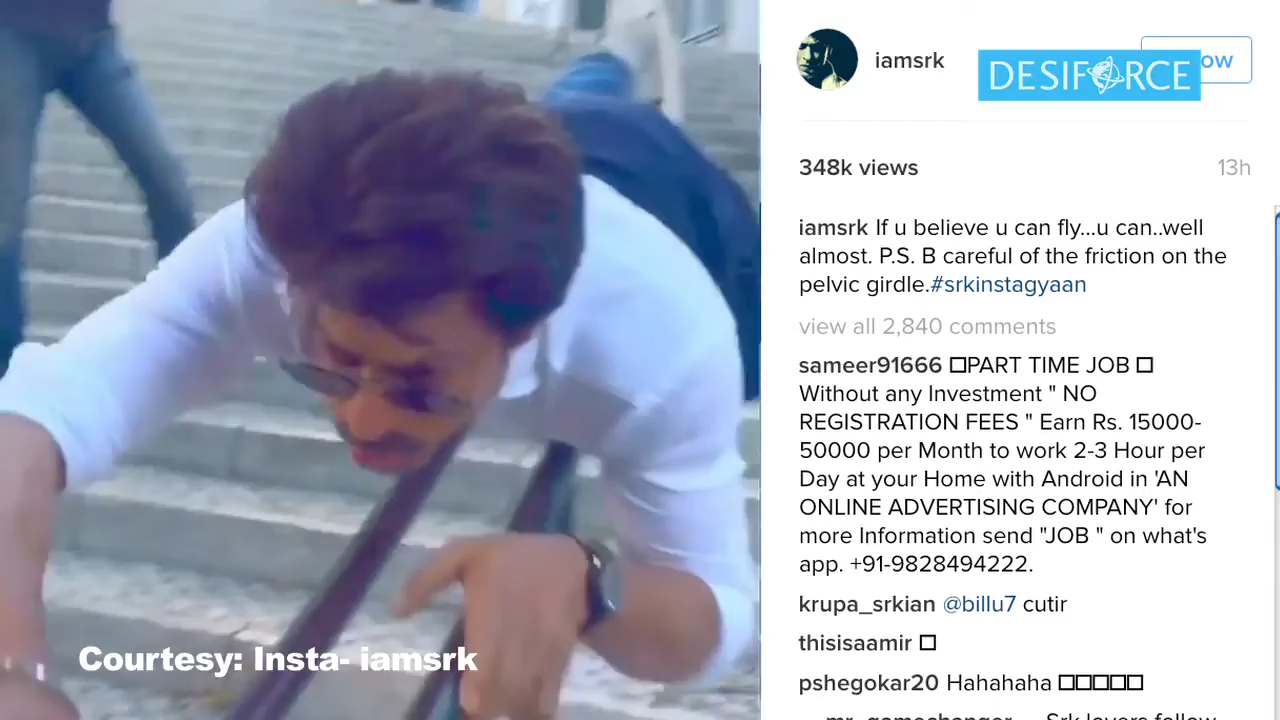 iamsrk
ow
DESIFORCE
348k views
13h
iamsrk If u believe u can fly...u can..well
almost. P.S. B careful of the friction on the
pelvic girdle.#srkinstagyaan
view all 2,840 comments
sameer91666 □PART TIME JOB □
Without any Investment " NO
REGISTRATION FEES " Earn Rs. 15000-
50000 per Month to work 2-3 Hour per
Day at your Home with Android in 'AN
ONLINE ADVERTISING COMPANY' for
more Information send "JOB " on what's
app. +91-9828494222.
krupa_srkian @billu7 cutir
thisisaamir □
pshegokar20 Hahahaha □□□□□
Srk lovers follow
Courtesy: Insta- iamsrk